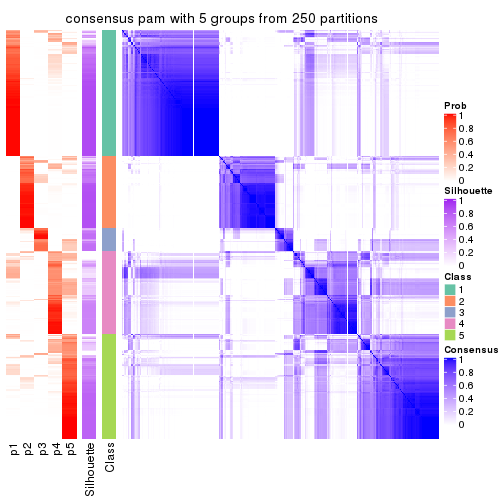 consensus pam with 5 groups from 250 partitions
Prob
1
0.8
0.6
0.4
0.2
0
Silhouette
1
0.8
0.6
0.4
0.2
0
Class
1
2
3
4
5
Consensus
1
0.8
0.6
0.4
0.2
0
p1
p2
p3
p4
p5
Silhouette
Class